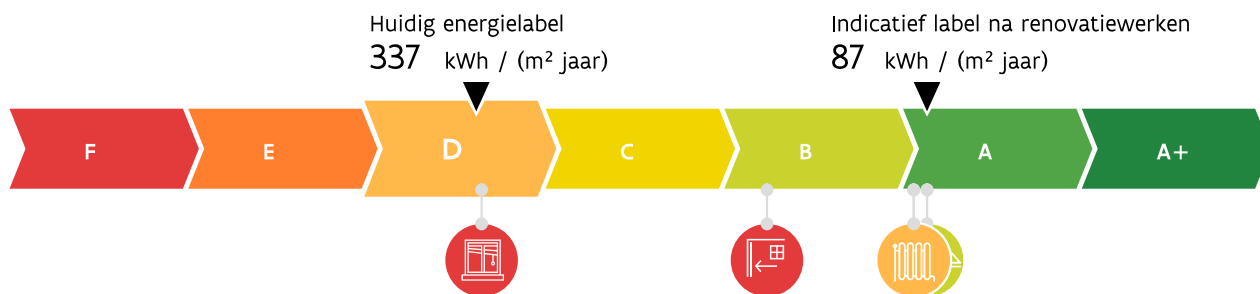 Huidig energielabel
337 kWh / (m² jaar)
Indicatief label na renovatiewerken
87 kWh / (m² jaar)
F E D C B A A+